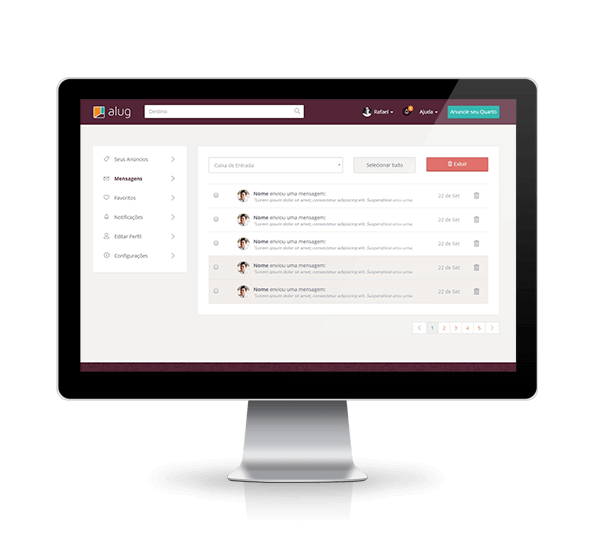 alug
Destino
Rafael
Ajuda
Anuncie seu Quarto
Seus Anúncios
Mensagens
Favoritos
Notificações
Editar Perfil
Configurações
Caixa de Entrada
Selecionar tudo
Exluir
Nome enviou uma mensagem:
"Lorem ipsum dolor sit amet, consectetur adipiscing elit. Suspendisse arcu urna
22 de Set
Nome enviou uma mensagem:
"Lorem ipsum dolor sit amet, consectetur adipiscing elit. Suspendisse arcu urna
22 de Set
Nome enviou uma mensagem:
"Lorem ipsum dolor sit amet, consectetur adipiscing elit. Suspendisse arcu urna
22 de Set
Nome enviou uma mensagem:
"Lorem ipsum dolor sit amet, consectetur adipiscing elit. Suspendisse arcu urna
22 de Set
Nome enviou uma mensagem:
"Lorem ipsum dolor sit amet, consectetur adipiscing elit. Suspendisse arcu urna
22 de Set
1 2 3 4 5